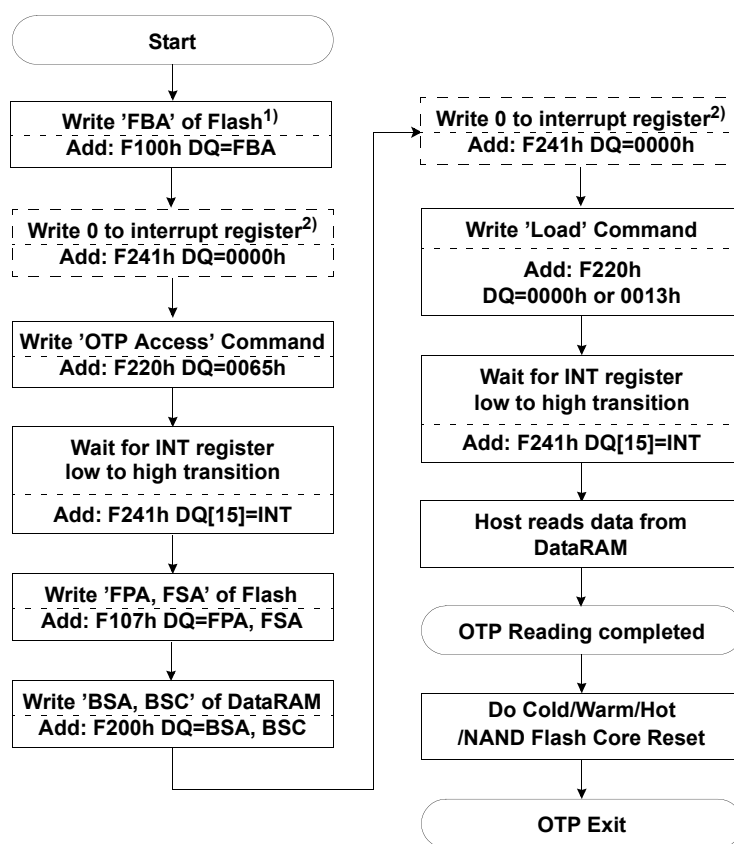 Start
Write 'FBA' of Flash1)
Add: F100h DQ=FBA
Write 0 to interrupt register2)
Add: F241h DQ=0000h
Write 'OTP Access' Command
Add: F220h DQ=0065h
Wait for INT register
low to high transition
Add: F241h DQ[15]=INT
Write 'FPA, FSA' of Flash
Add: F107h DQ=FPA, FSA
Write 'BSA, BSC' of DataRAM
Add: F200h DQ=BSA, BSC
Write 0 to interrupt register2)
Add: F241h DQ=0000h
Write 'Load' Command
Add: F220h
DQ=0000h or 0013h
Wait for INT register
low to high transition
Add: F241h DQ[15]=INT
Host reads data from
DataRAM
OTP Reading completed
Do Cold/Warm/Hot
/NAND Flash Core Reset
OTP Exit